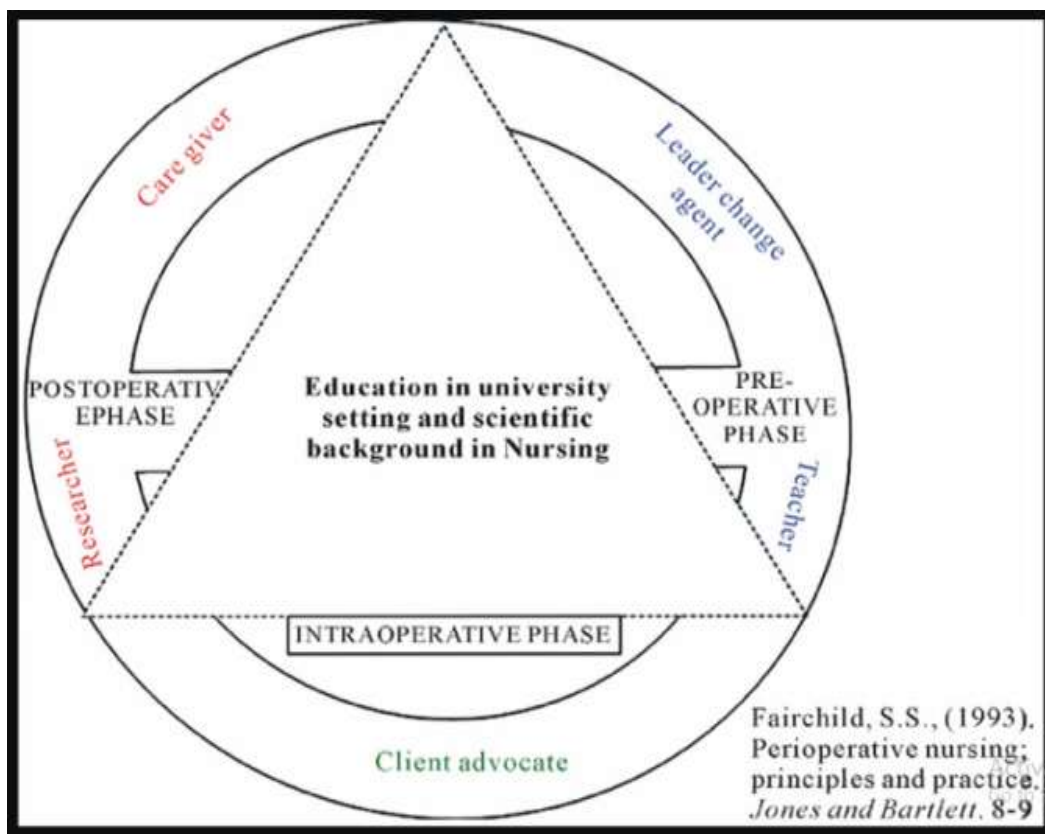 Care giver
Leader change
agent
POSTOPERATIV
EPHASE
Education in university
setting and scientific
background in Nursing
PRE-
OPERATIVE
PHASE
Researcher
Teacher
INTRAOPERATIVE PHASE
Client advocate
Fairchild, S.S., (1993).
Perioperative nursing;
principles and practice.
Jones and Bartlett. 8-9